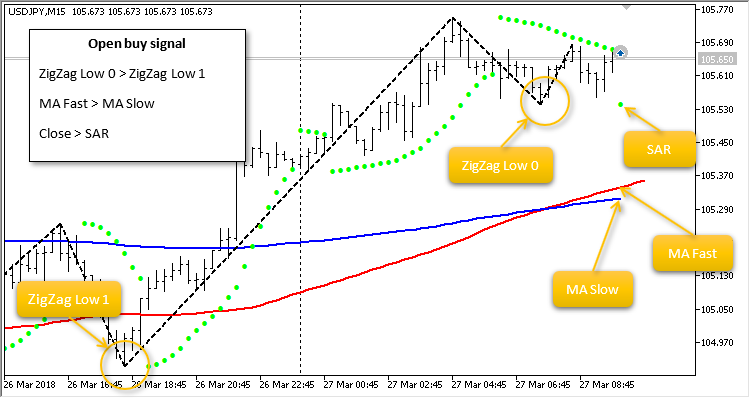 USDJPY,M15 105.673 105.673 105.673 105.673
Open buy signal
ZigZag Low 0 > ZigZag Low 1
MA Fast > MA Slow
Close > SAR
105.770
105.690
105.650
105.610
105.530
105.450
105.370
105.290
105.130
105.050
104.970
SAR
ZigZag Low 0
MA Fast
MA Slow
ZigZag Low 1
26 Mar 2018
26 Mar 16:45
26 Mar 18:45
26 Mar 20:45
26 Mar 22:45
27 Mar 00:45
27 Mar 02:45
27 Mar 04:45
27 Mar 06:45
27 Mar 08:45